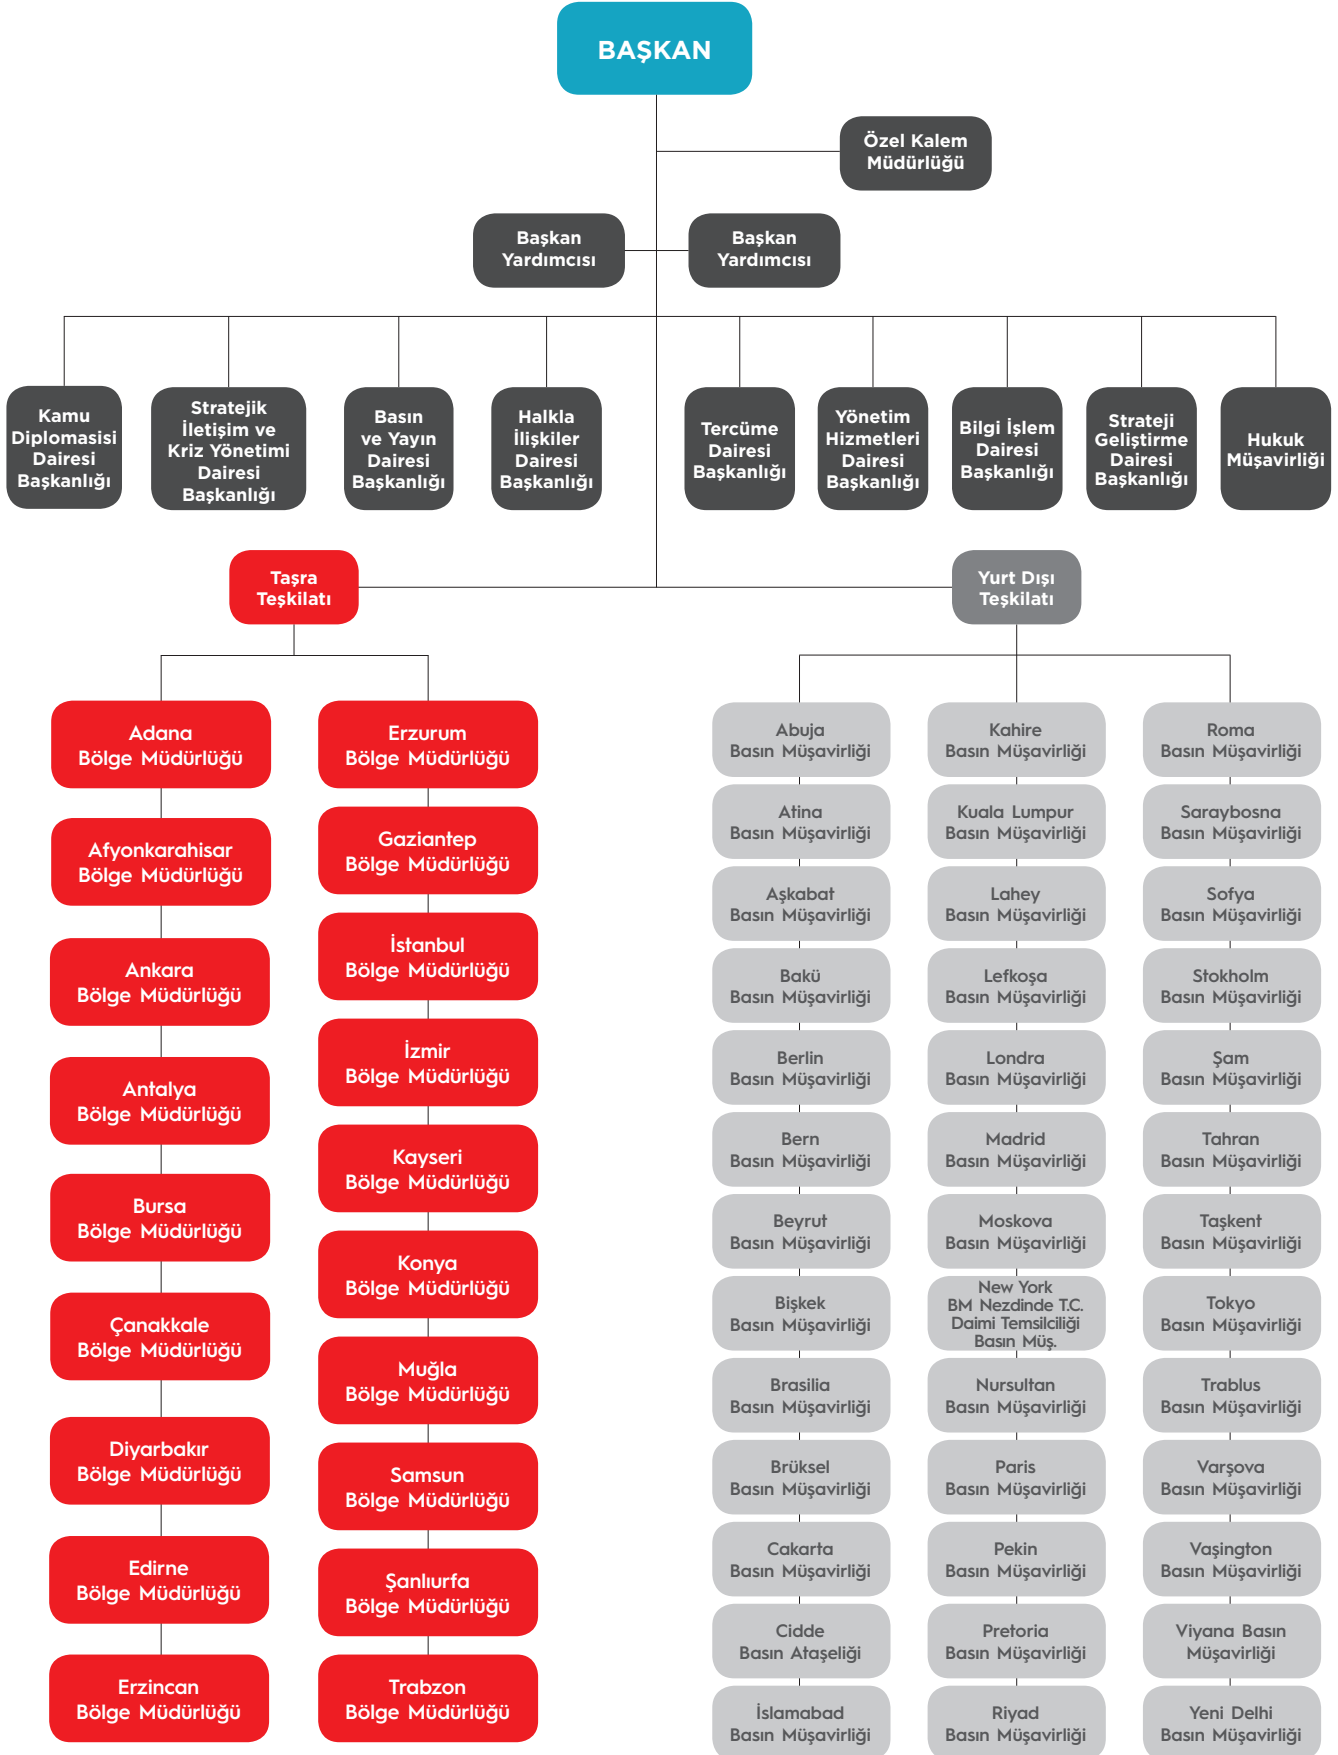 BAŞKAN
Özel Kalem
Müdürlüğü
Başkan
Yardımcısı
Başkan
Yardımcısı
Kamu
Diplomasisi
Dairesi
Başkanlığı
Stratejik
İletişim ve
Kriz Yönetimi
Dairesi
Başkanlığı
Basın
ve Yayın
Dairesi
Başkanlığı
Halkla
İlişkiler
Dairesi
Başkanlığı
Tercüme
Dairesi
Başkanlığı
Yönetim
Hizmetleri
Dairesi
Başkanlığı
Bilgi İşlem
Dairesi
Başkanlığı
Strateji
Geliştirme
Dairesi
Başkanlığı
Hukuk
Müşavirliği
Taşra
Teşkilatı
Adana
Bölge Müdürlüğü
Afyonkarahisar
Bölge Müdürlüğü
Ankara
Bölge Müdürlüğü
Antalya
Bölge Müdürlüğü
Bursa
Bölge Müdürlüğü
Çanakkale
Bölge Müdürlüğü
Diyarbakır
Bölge Müdürlüğü
Edirne
Bölge Müdürlüğü
Erzincan
Bölge Müdürlüğü
Erzurum
Bölge Müdürlüğü
Gaziantep
Bölge Müdürlüğü
İstanbul
Bölge Müdürlüğü
İzmir
Bölge Müdürlüğü
Kayseri
Bölge Müdürlüğü
Konya
Bölge Müdürlüğü
Muğla
Bölge Müdürlüğü
Samsun
Bölge Müdürlüğü
Şanlıurfa
Bölge Müdürlüğü
Trabzon
Bölge Müdürlüğü
Yurt Dışı
Teşkilatı
Abuja
Basın Müşavirliği
Atina
Basın Müşavirliği
Aşkabat
Basın Müşavirliği
Bakü
Basın Müşavirliği
Berlin
Basın Müşavirliği
Bern
Basın Müşavirliği
Beyrut
Basın Müşavirliği
Bişkek
Basın Müşavirliği
Brasilia
Basın Müşavirliği
Brüksel
Basın Müşavirliği
Cakarta
Basın Müşavirliği
Cidde
Basın Ataşeliği
İslamabad
Basın Müşavirliği
Kahire
Basın Müşavirliği
Kuala Lumpur
Basın Müşavirliği
Lahey
Basın Müşavirliği
Lefkoşa
Basın Müşavirliği
Londra
Basın Müşavirliği
Madrid
Basın Müşavirliği
Moskova
Basın Müşavirliği
New York
BM Nezdinde T.C.
Daimi Temsilciliği
Basın Müş.
Nursultan
Basın Müşavirliği
Paris
Basın Müşavirliği
Pekin
Basın Müşavirliği
Pretoria
Basın Müşavirliği
Riyad
Basın Müşavirliği
Roma
Basın Müşavirliği
Saraybosna
Basın Müşavirliği
Sofya
Basın Müşavirliği
Stokholm
Basın Müşavirliği
Şam
Basın Müşavirliği
Tahran
Basın Müşavirliği
Taşkent
Basın Müşavirliği
Tokyo
Basın Müşavirliği
Trablus
Basın Müşavirliği
Varşova
Basın Müşavirliği
Vaşington
Basın Müşavirliği
Viyana Basın
Müşavirliği
Yeni Delhi
Basın Müşavirliği